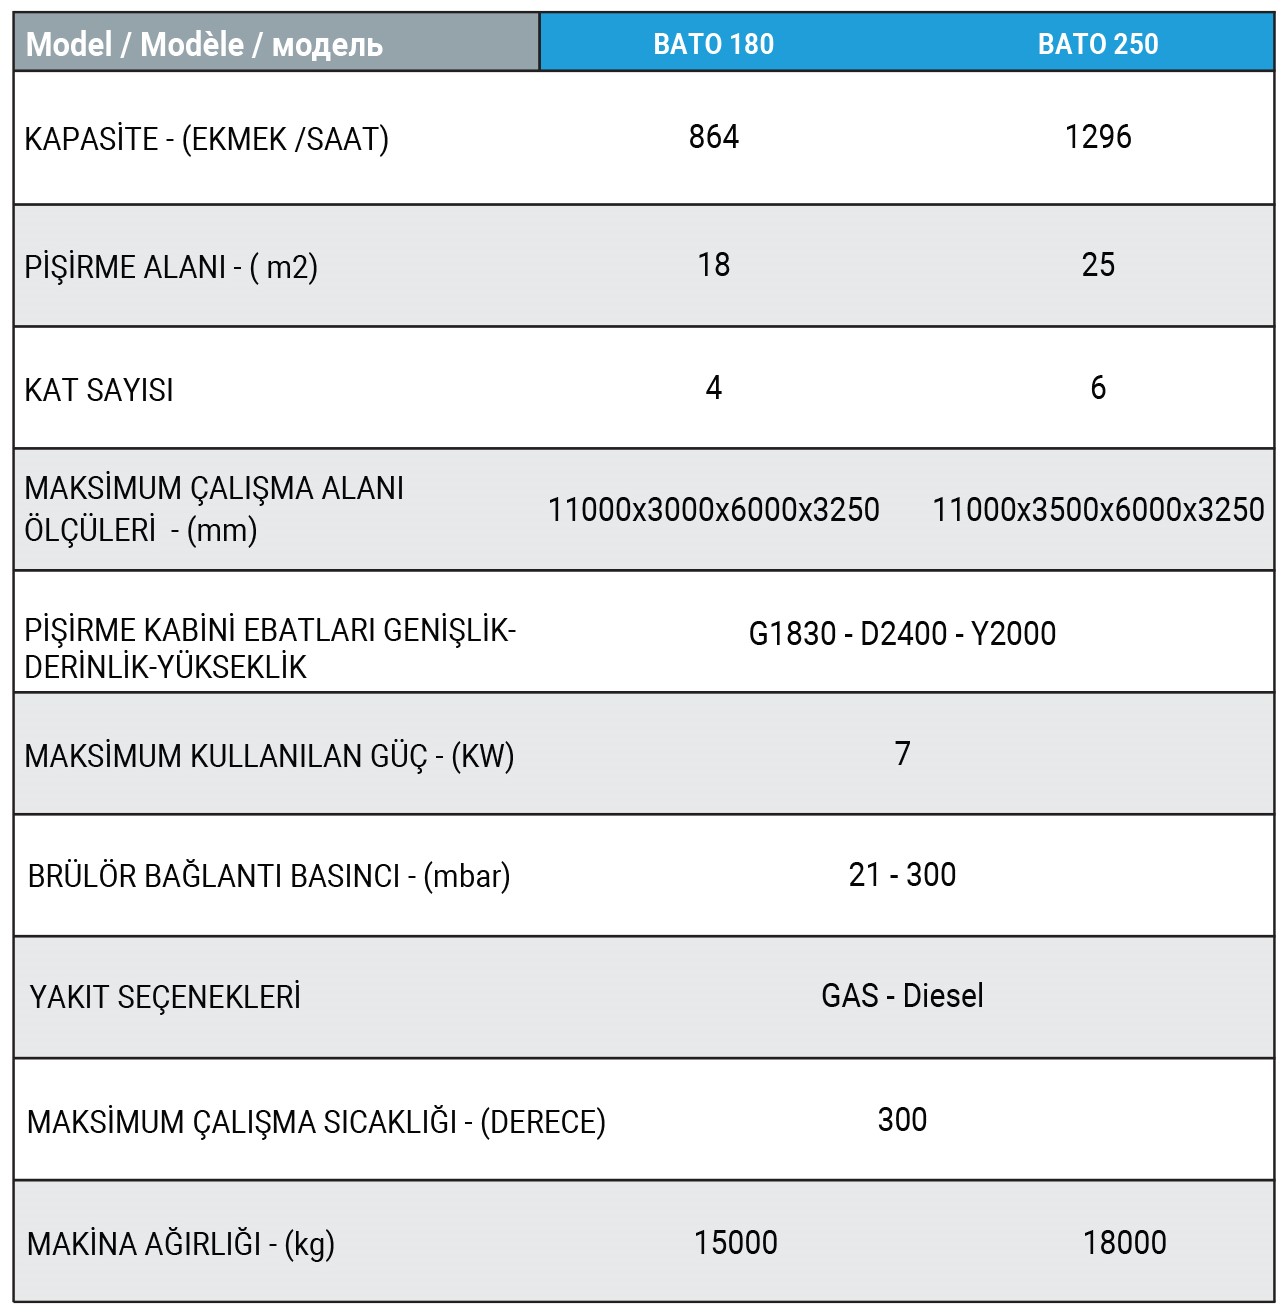 Model / Modèle / модель BATO 180 BATO 250
KAPASİTE - (EKMEK /SAAT) 864 1296
PİŞİRME ALANI - ( m2) 18 25
KAT SAYISI 4 6
MAKSİMUM ÇALIŞMA ALANI
ÖLÇÜLERİ - (mm) 11000x3000x6000x3250 11000x3500x6000x3250
PİŞİRME KABİNİ EBATLARI GENİŞLİK-
DERİNLİK-YÜKSEKLİK G1830 - D2400 - Y2000
MAKSİMUM KULLANILAN GÜÇ - (KW) 7
BRÜLÖR BAĞLANTI BASINCI - (mbar) 21 - 300
YAKIT SEÇENEKLERİ GAS - Diesel
MAKSİMUM ÇALIŞMA SICAKLIĞI - (DERECE) 300
MAKİNA AĞIRLIĞI - (kg) 15000 18000